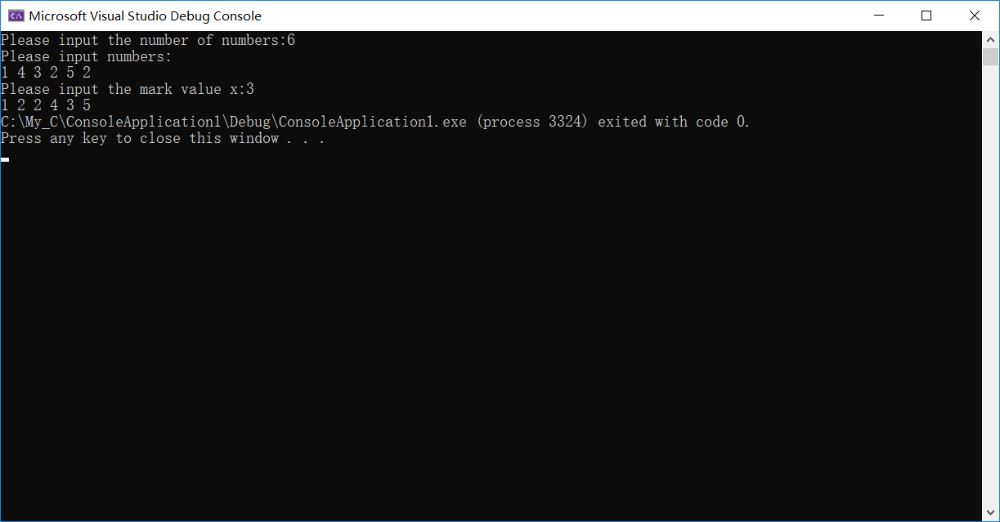 Microsoft Visual Studio Debug Console
Please input the number of numbers:6
Please input numbers:
1 4 3 2 5 2
Please input the mark value x:3
1 2 2 4 3 5
C:\My_C\ConsoleApplication1\Debug\ConsoleApplication1.exe (process 3324) exited with code 0.
Press any key to close this window . . .